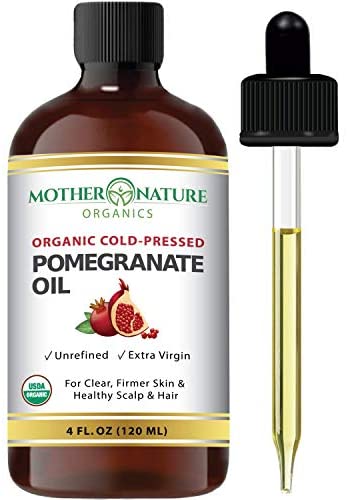 MOTHER NATURE
ORGANICS
ORGANIC COLD-PRESSED
POMEGRANATE
OIL
✓Unrefined ✓Extra Virgin
USDA
ORGANIC
For Clear, Firmer Skin &
Healthy Scalp & Hair
4 FL. OZ (120 ML)